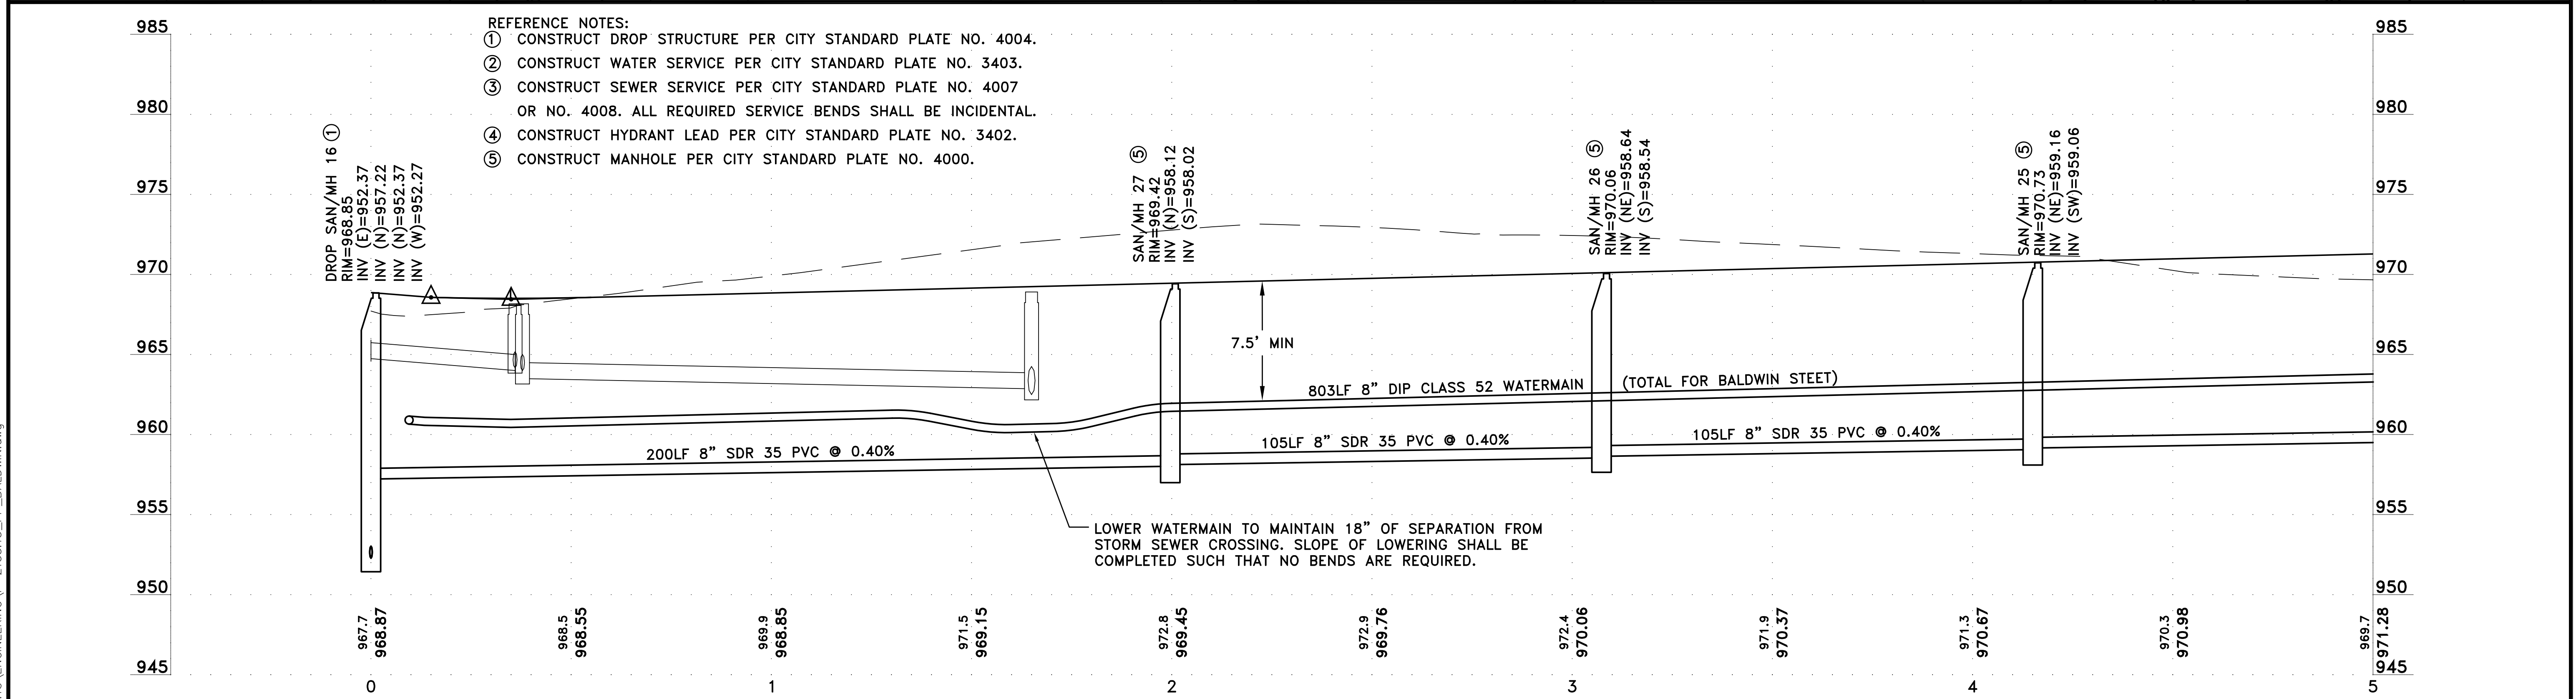 REFERENCE NOTES:
① CONSTRUCT DROP STRUCTURE PER CITY STANDARD PLATE NO. 4004.
② CONSTRUCT WATER SERVICE PER CITY STANDARD PLATE NO. 3403.
③ CONSTRUCT SEWER SERVICE PER CITY STANDARD PLATE NO. 4007
OR NO. 4008. ALL REQUIRED SERVICE BENDS SHALL BE INCIDENTAL.
④ CONSTRUCT HYDRANT LEAD PER CITY STANDARD PLATE NO. 3402.
⑤ CONSTRUCT MANHOLE PER CITY STANDARD PLATE NO. 4000.
985
980
975
970
965
960
955
950
945
DROP SAN/MH 16 ①
RIM=968.85
INV (E)=952.37
INV (N)=957.22
INV (N)=952.37
INV (W)=952.27
SAN/MH 27 ⑤
RIM=969.42
INV (N)=958.12
INV (S)=958.02
SAN/MH 26 ⑤
RIM=970.06
INV (NE)=958.64
INV (S)=958.54
SAN/MH 25 ⑤
RIM=970.73
INV (NE)=959.16
INV (SW)=959.06
7.5' MIN
803LF 8" DIP CLASS 52 WATERMAIN (TOTAL FOR BALDWIN STEET)
200LF 8" SDR 35 PVC @ 0.40%
105LF 8" SDR 35 PVC @ 0.40%
105LF 8" SDR 35 PVC @ 0.40%
LOWER WATERMAIN TO MAINTAIN 18" OF SEPARATION FROM
STORM SEWER CROSSING. SLOPE OF LOWERING SHALL BE
COMPLETED SUCH THAT NO BENDS ARE REQUIRED.
985
980
975
970
965
960
955
950
945
967.7
968.87
968.5
968.55
969.9
968.85
971.5
969.15
972.8
969.45
972.9
969.76
972.4
970.06
971.9
970.37
971.3
970.67
970.3
970.98
969.7
971.28
0 1 2 3 4 5